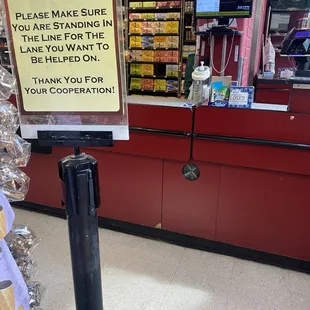 Please Make Sure
You Are Standing In
The Line For The
Lane You Want To
Be Helped On.
Thank You For
Your Cooperation!